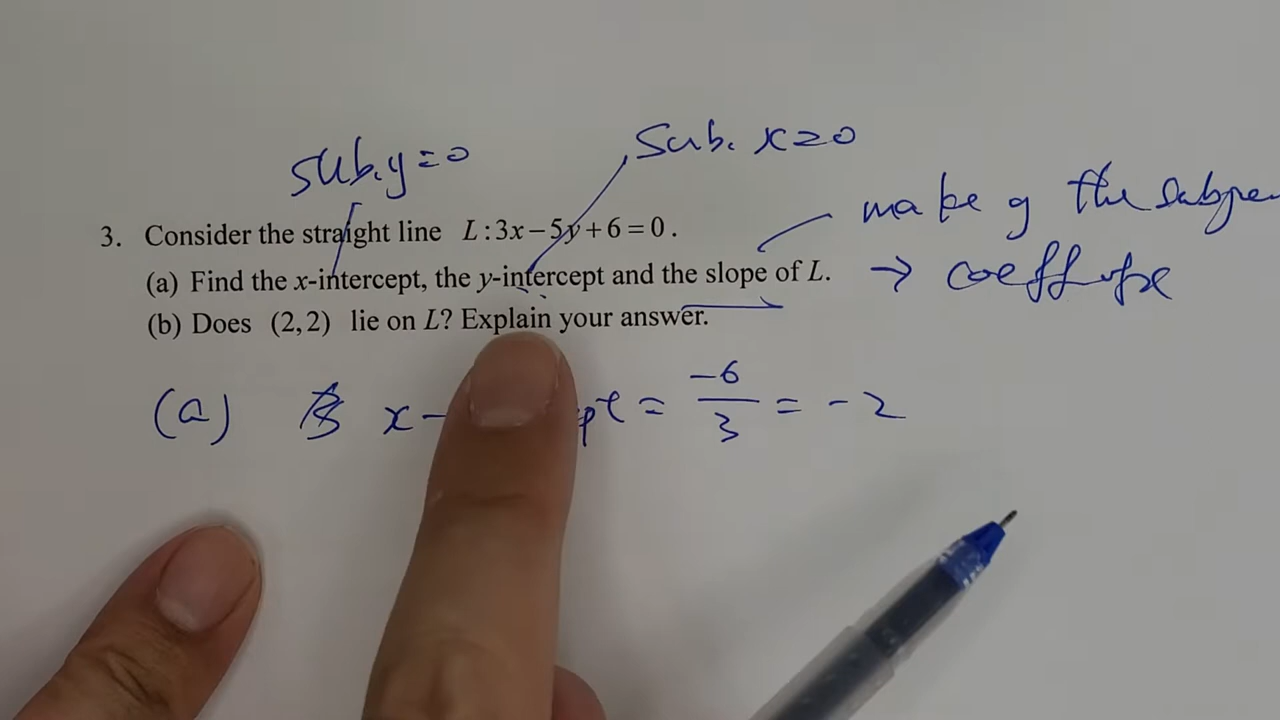 sub. y=0
Sub. x=0
make y the
→ coeff of x
3. Consider the straight line L : 3x − 5y + 6 = 0 .
(a) Find the x-intercept, the y-intercept and the slope of L.
(b) Does (2, 2) lie on L? Explain your answer.
(a) x- pt = -6/3 = -2